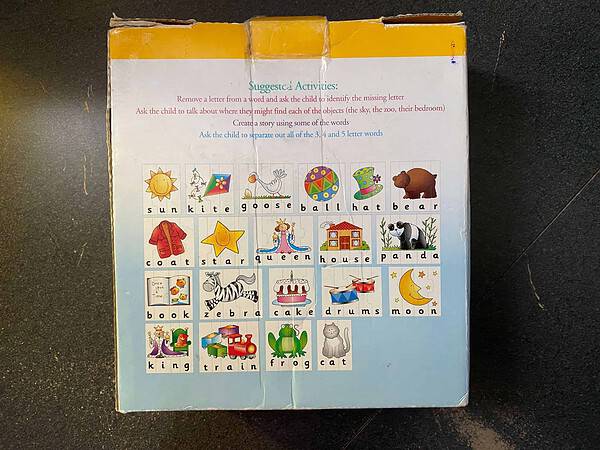 Suggested Activities:
Remove a letter from a word and ask the child to identify the missing letter
Ask the child to talk about where they might find each of the objects (the sky, the zoo, their bedroom)
Create a story using some of the words
Ask the child to separate out all of the 3, 4 and 5 letter words
sun kite goose ball hat bear
coat star queen house panda
book zebra cake drums moon
king train frog cat